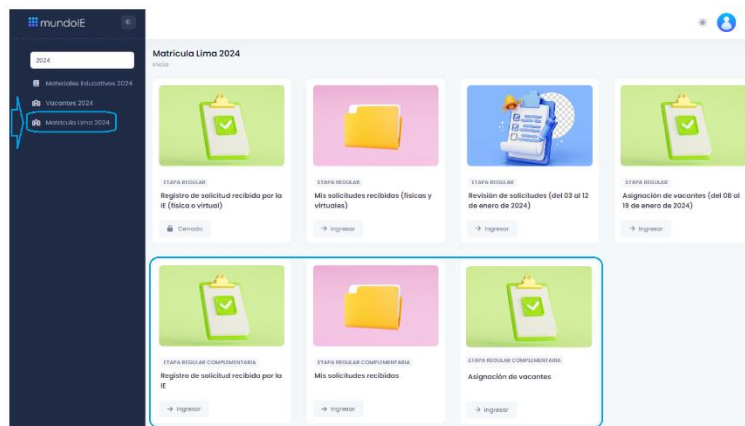 mundoIE
2024
Materiales Educativos 2024
Vacantes 2024
Matrícula Lima 2024
Matrícula Lima 2024
Inicio
ETAPA REGULAR
Registro de solicitud recibida por la
IE (física o virtual)
Cerrado
ETAPA REGULAR
Mis solicitudes recibidas (físicas y
virtuales)
Ingresar
ETAPA REGULAR
Revisión de solicitudes (del 03 al 12
de enero de 2024)
Ingresar
ETAPA REGULAR
Asignación de vacantes (del 08 al
19 de enero de 2024)
Ingresar
ETAPA REGULAR COMPLEMENTARIA
Registro de solicitud recibida por la
IE
Ingresar
ETAPA REGULAR COMPLEMENTARIA
Mis solicitudes recibidas
Ingresar
ETAPA REGULAR COMPLEMENTARIA
Asignación de vacantes
Ingresar